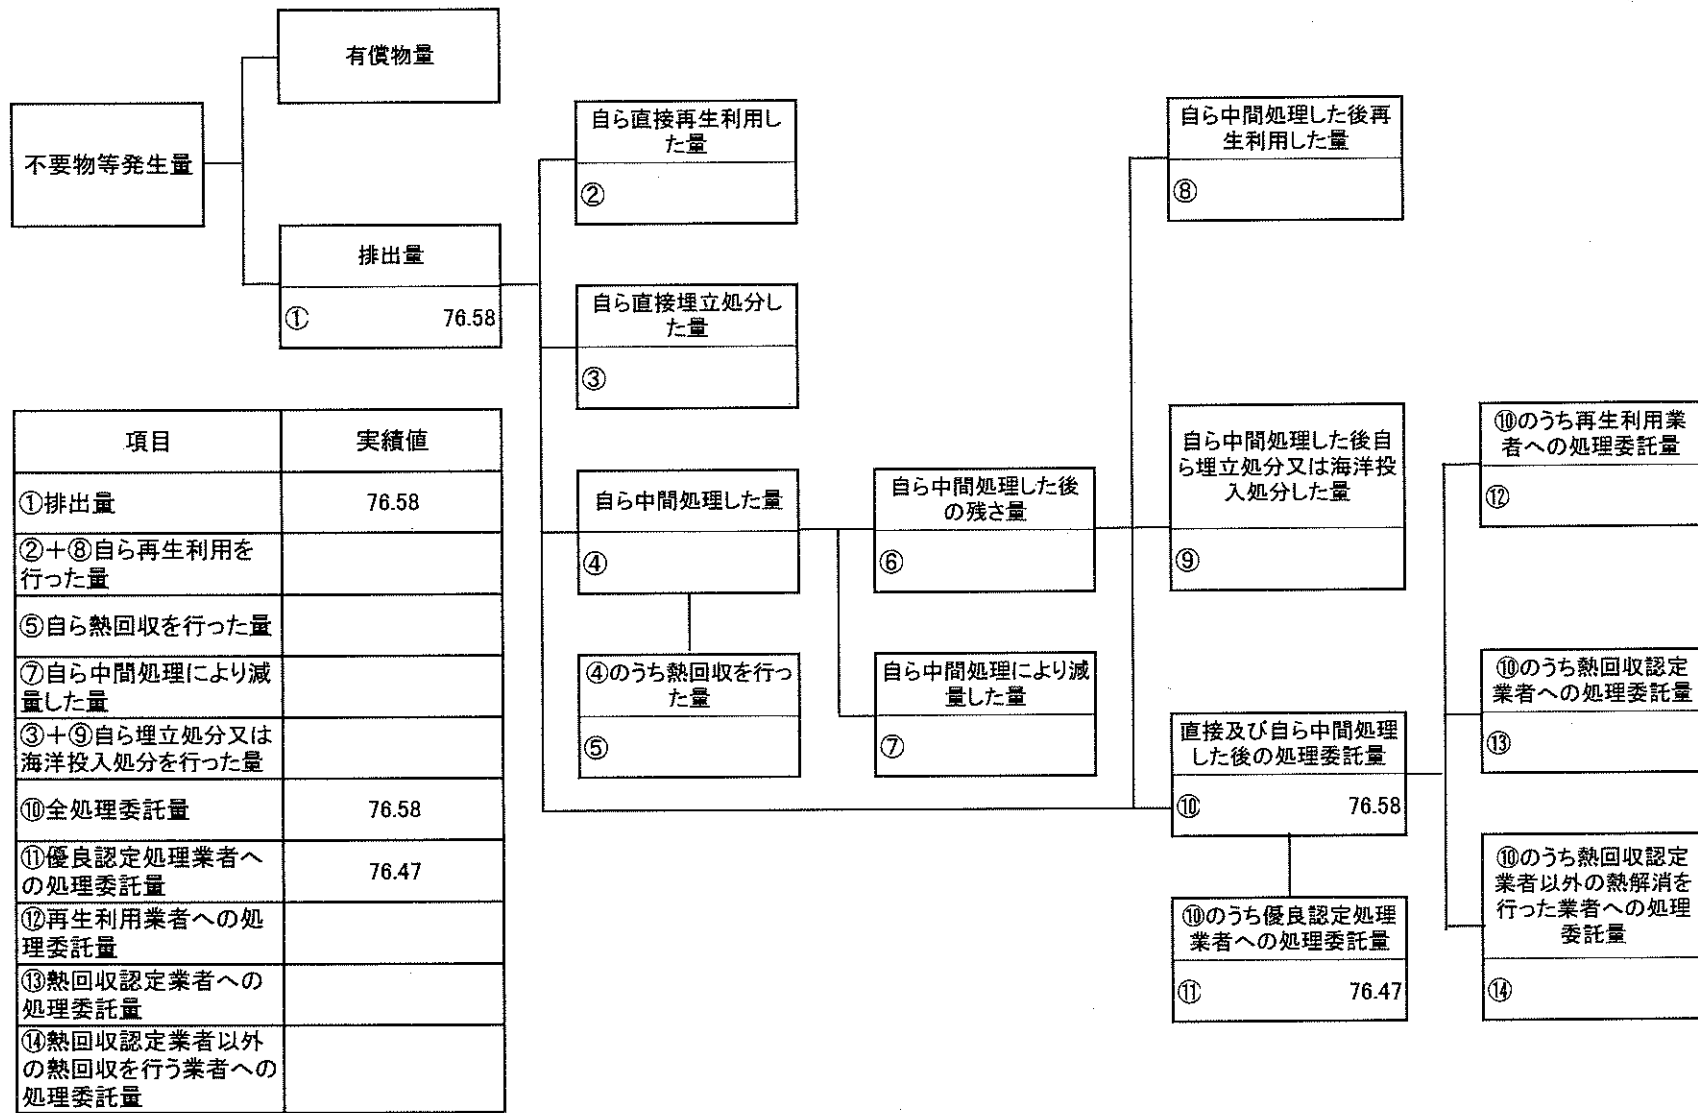 有償物量
不要物等発生量
排出量
① 76.58
自ら直接再生利用し
た量
②
自ら直接埋立処分し
た量
③
自ら中間処理した量
④
④のうち熱回収を行っ
た量
⑤
自ら中間処理した後
の残さ量
⑥
自ら中間処理により減
量した量
⑦
自ら中間処理した後再
生利用した量
⑧
自ら中間処理した後自
ら埋立処分又は海洋投
入処分した量
⑨
直接及び自ら中間処理
した後の処理委託量
⑩ 76.58
⑩のうち優良認定処理
業者への処理委託量
⑪ 76.47
⑩のうち再生利用業
者への処理委託量
⑫
⑩のうち熱回収認定
業者への処理委託量
⑬
⑩のうち熱回収認定
業者以外の熱解消を
行った業者への処理
委託量
⑭
項目 実績値
①排出量 76.58
②＋⑧自ら再生利用を
行った量
⑤自ら熱回収を行った量
⑦自ら中間処理により減
量した量
③＋⑨自ら埋立処分又は
海洋投入処分を行った量
⑩全処理委託量 76.58
⑪優良認定処理業者へ
の処理委託量 76.47
⑫再生利用業者への処
理委託量
⑬熱回収認定業者への
処理委託量
⑭熱回収認定業者以外
の熱回収を行う業者への
処理委託量